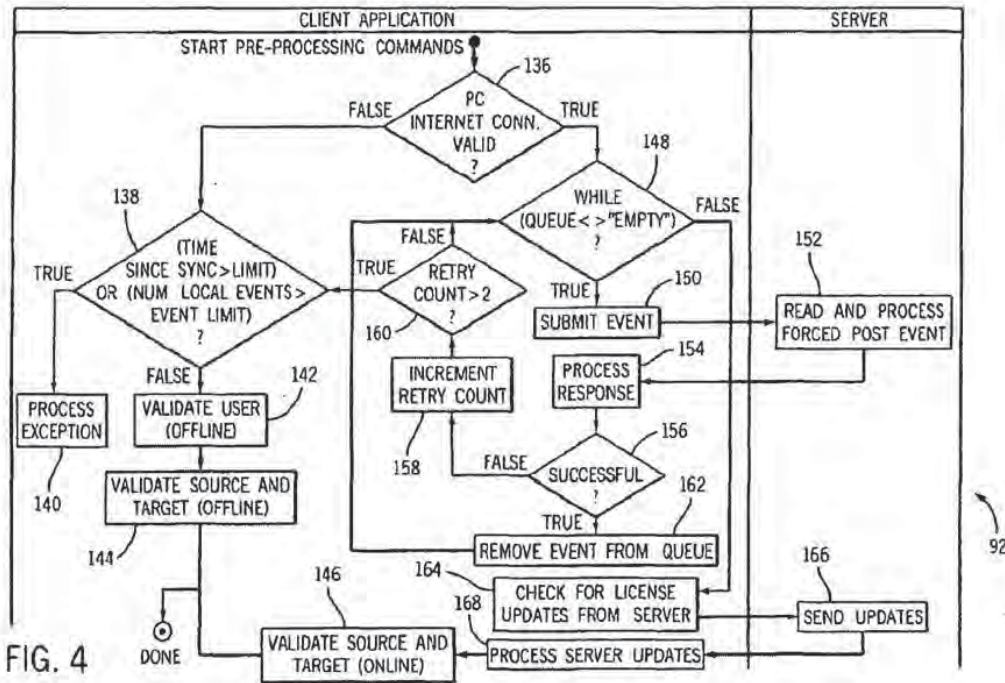 CLIENT APPLICATION
SERVER
START PRE-PROCESSING COMMANDS
136
FALSE
PC
INTERNET CONN.
VALID
?
TRUE
148
138
WHILE
(QUEUE< >"EMPTY")
?
FALSE
TRUE
(TIME
SINCE SYNC>LIMIT)
OR (NUM LOCAL EVENTS>
EVENT LIMIT)
?
FALSE
TRUE
RETRY
COUNT>2
?
160
FALSE
TRUE
150
SUBMIT EVENT
152
READ AND PROCESS
FORCED POST EVENT
154
PROCESS
RESPONSE
142
VALIDATE USER
(OFFLINE)
INCREMENT
RETRY COUNT
158
PROCESS
EXCEPTION
140
FALSE
156
SUCCESSFUL
?
TRUE
162
VALIDATE SOURCE AND
TARGET (OFFLINE)
144
REMOVE EVENT FROM QUEUE
92
164
CHECK FOR LICENSE
UPDATES FROM SERVER
166
SEND UPDATES
146
168
DONE
VALIDATE SOURCE AND
TARGET (ONLINE)
PROCESS SERVER UPDATES
FIG. 4